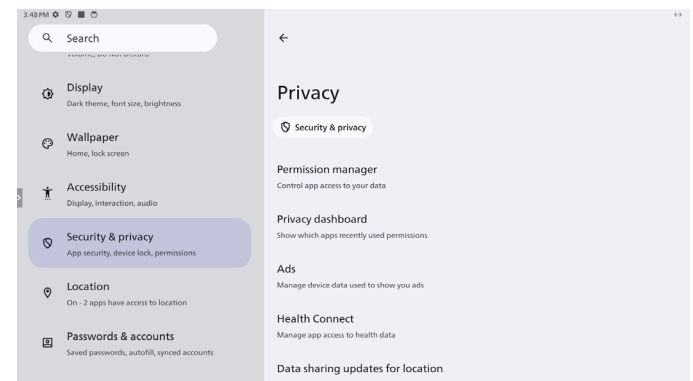 3:48 PM
Search
Volume, Do Not Disturb
Display
Dark theme, font size, brightness
Wallpaper
Home, lock screen
Accessibility
Display, interaction, audio
Security & privacy
App security, device lock, permissions
Location
On - 2 apps have access to location
Passwords & accounts
Saved passwords, autofill, synced accounts
Privacy
Security & privacy
Permission manager
Control app access to your data
Privacy dashboard
Show which apps recently used permissions
Ads
Manage device data used to show you ads
Health Connect
Manage app access to health data
Data sharing updates for location